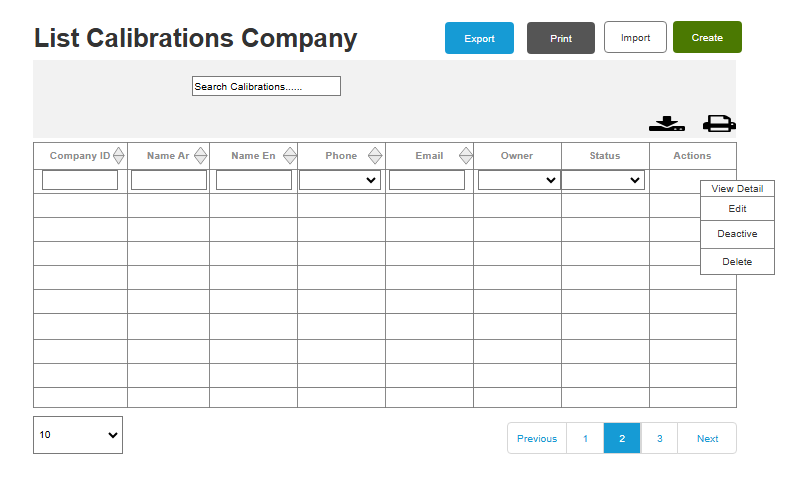 List Calibrations Company
Export
Print
Import
Create
Search Calibrations......
Company ID
Name Ar
Name En
Phone
Email
Owner
Status
Actions
View Detail
Edit
Deactive
Delete
10
Previous
1
2
3
Next